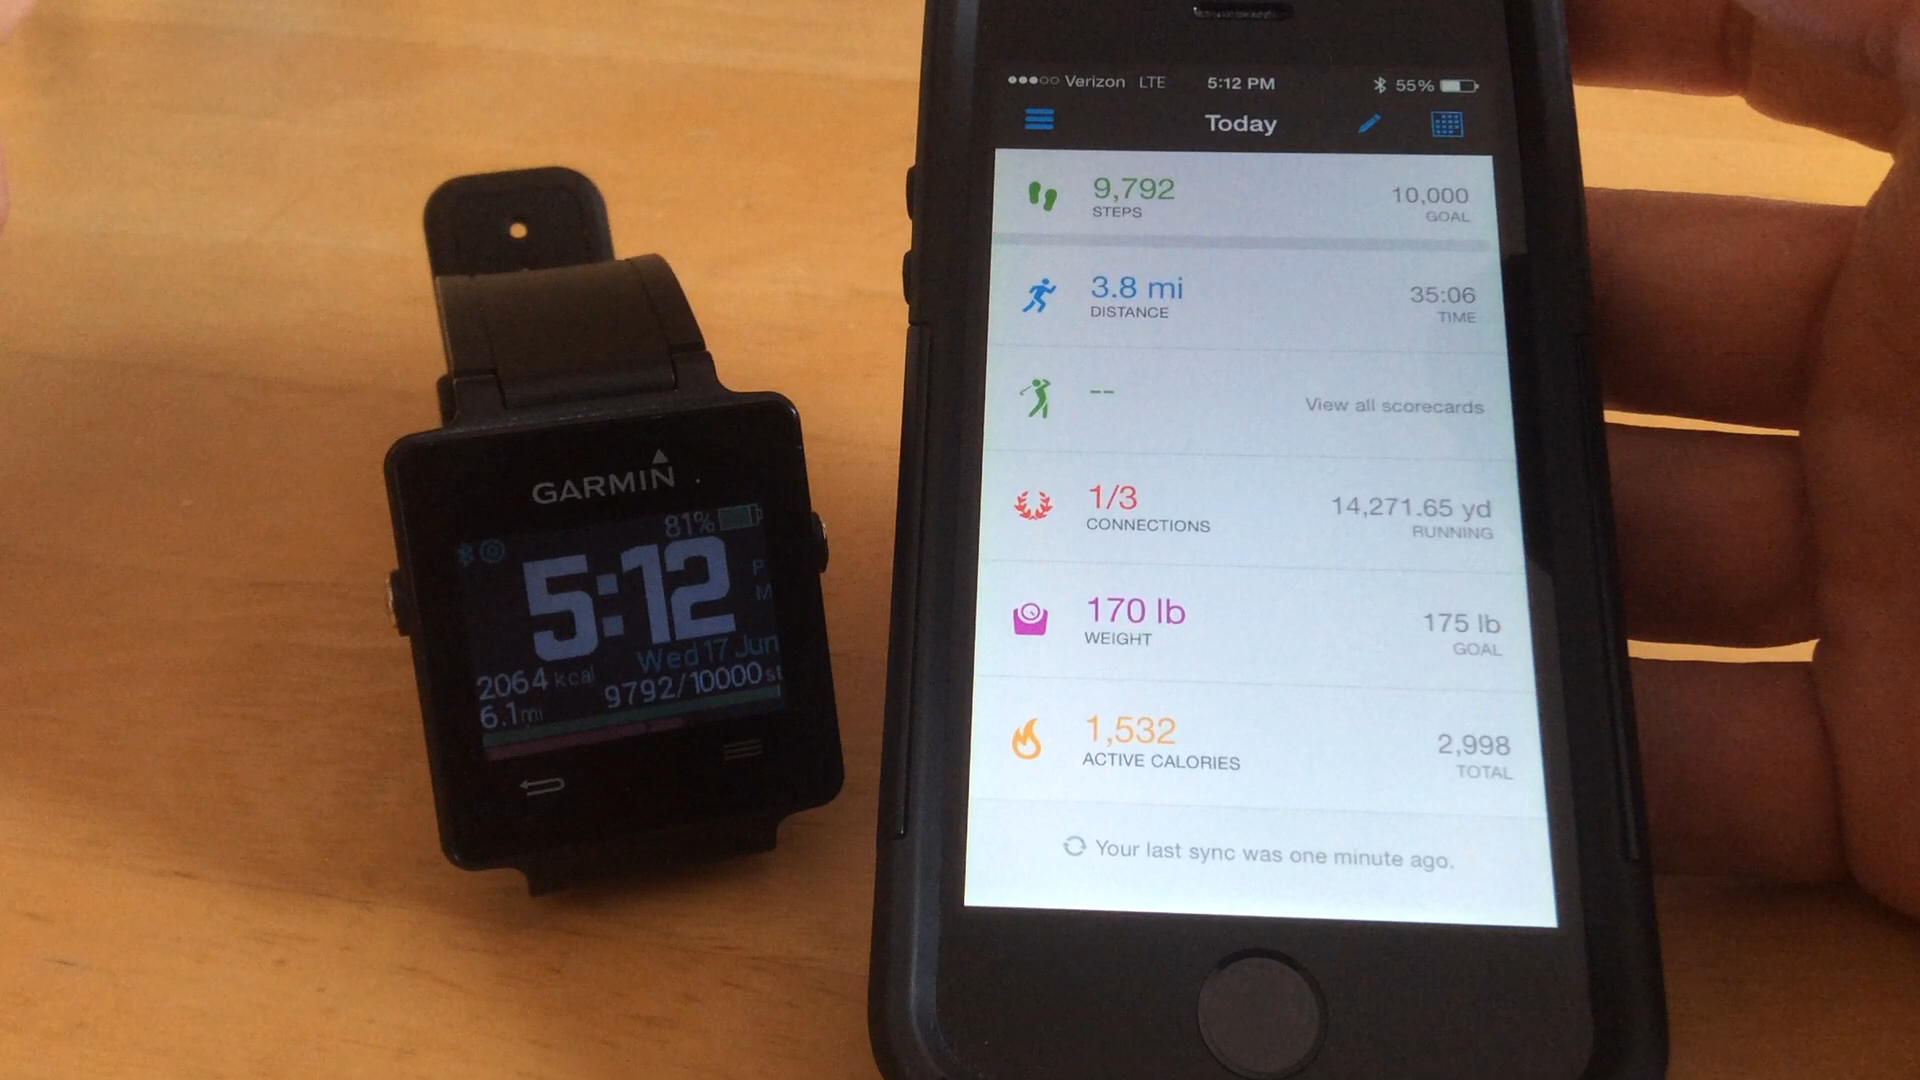 GARMIN
81%
5:12
PM
Wed 17 Jun
2064 kcal
9792/10000 st
6.1mi
Verizon LTE 5:12 PM 55%
Today
9,792 10,000
STEPS GOAL
3.8 mi 35:06
DISTANCE TIME
-- View all scorecards
1/3 14,271.65 yd
CONNECTIONS RUNNING
170 lb 175 lb
WEIGHT GOAL
1,532 2,998
ACTIVE CALORIES TOTAL
Your last sync was one minute ago.